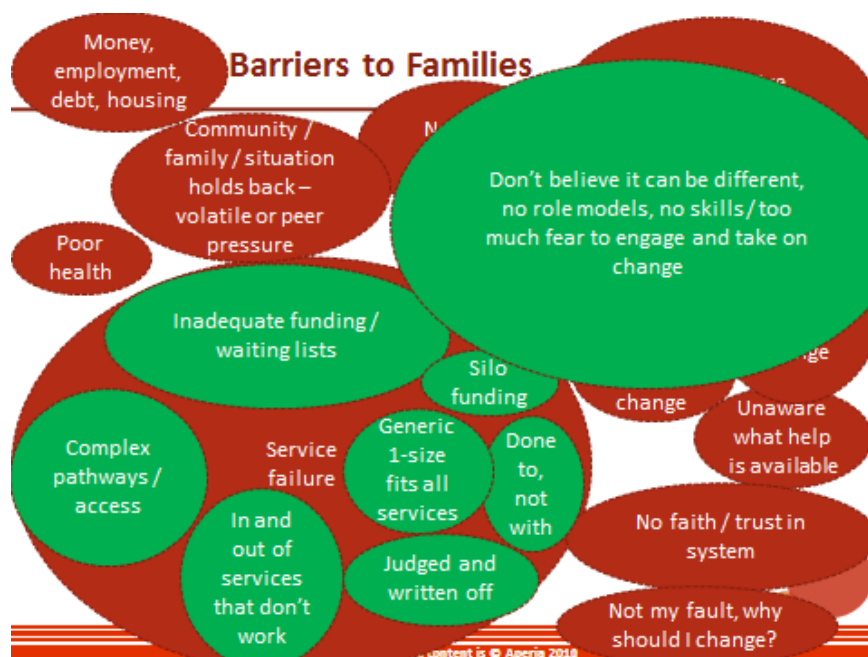 Barriers to Families
Money,
employment,
debt, housing
Community /
family / situation
holds back –
volatile or peer
pressure
Poor
health
Don't believe it can be different,
no role models, no skills / too
much fear to engage and take on
change
Inadequate funding /
waiting lists
Silo
funding
change
Unaware
what help
is available
Complex
pathways /
access
Service
failure
Generic
1-size
fits all
services
Done
to,
not
with
In and
out of
services
that don't
work
Judged and
written off
No faith / trust in
system
Not my fault, why
should I change?
content is © Aperia 2010